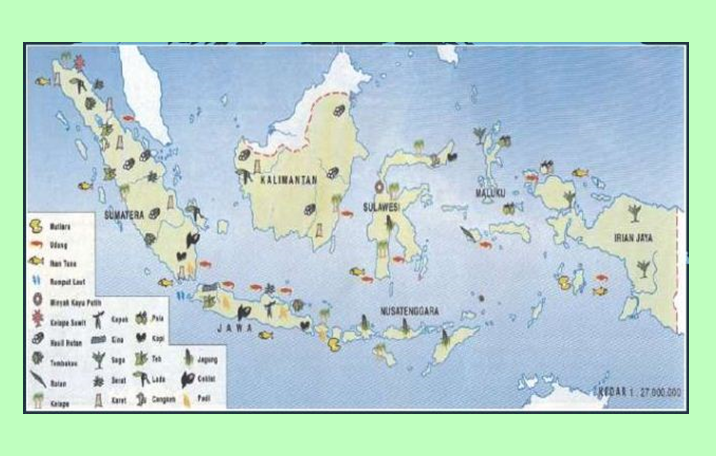 KALIMANTAN
SUMATERA
SULAWESI
MALUKU
IRIAN JAYA
JAWA
NUSATENGGARA
Mutiara
Udang
Ikan Tuna
Rumput Laut
Minyak Kayu Putih
Kelapa Sawit
Hasil Hutan
Tembakau
Rotan
Kelapa
Kapas
Kina
Sagu
Serat
Karet
Pala
Kopi
Teh
Lada
Cengkeh
Jagung
Coklat
Padi
1 : 27.000.000